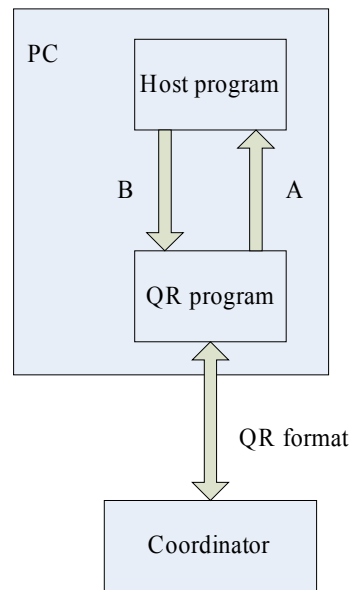 PC
Host program
B
A
QR program
QR format
Coordinator